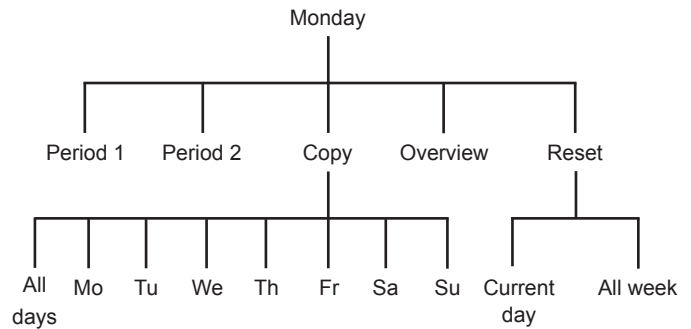 Monday
Period 1 Period 2 Copy Overview Reset
All Mo Tu We Th Fr Sa Su Current All week
days day